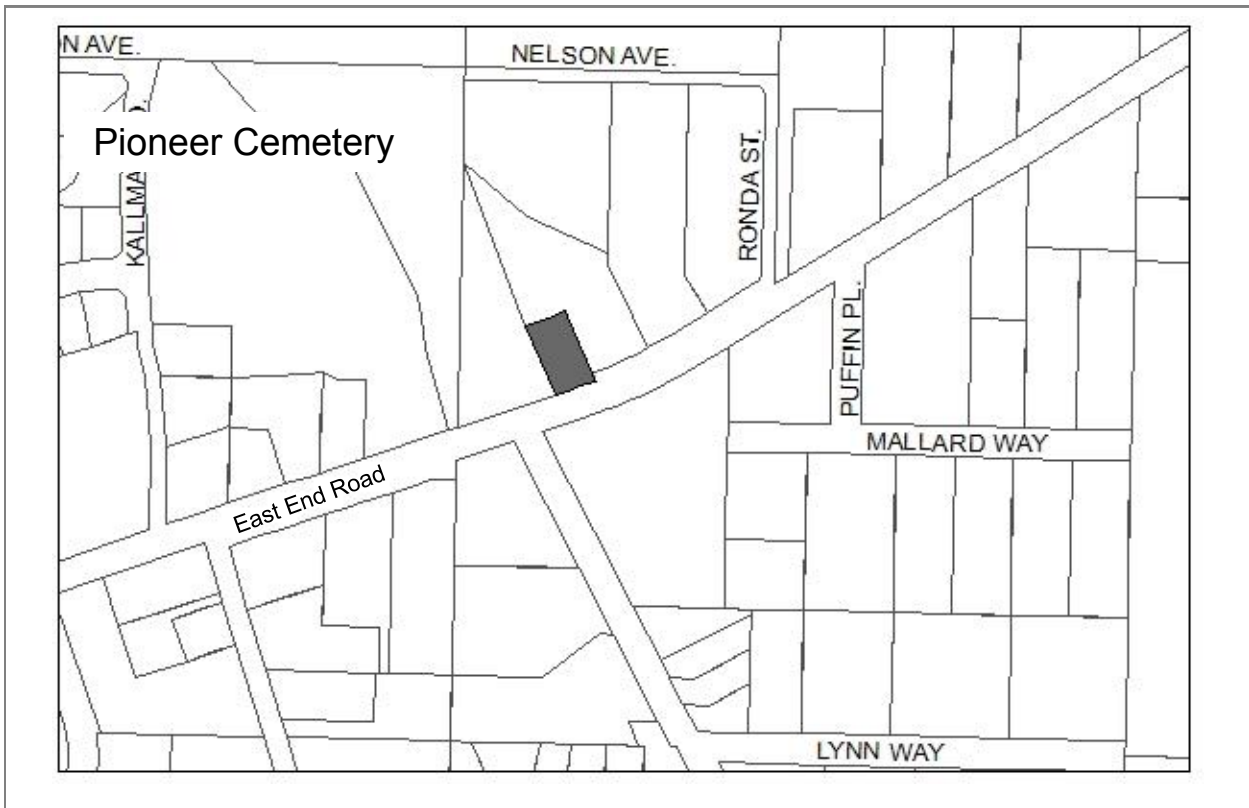 N AVE.
NELSON AVE.
Pioneer Cemetery
KALLMA
RONDA ST.
PUFFIN PL.
MALLARD WAY
East End Road
LYNN WAY